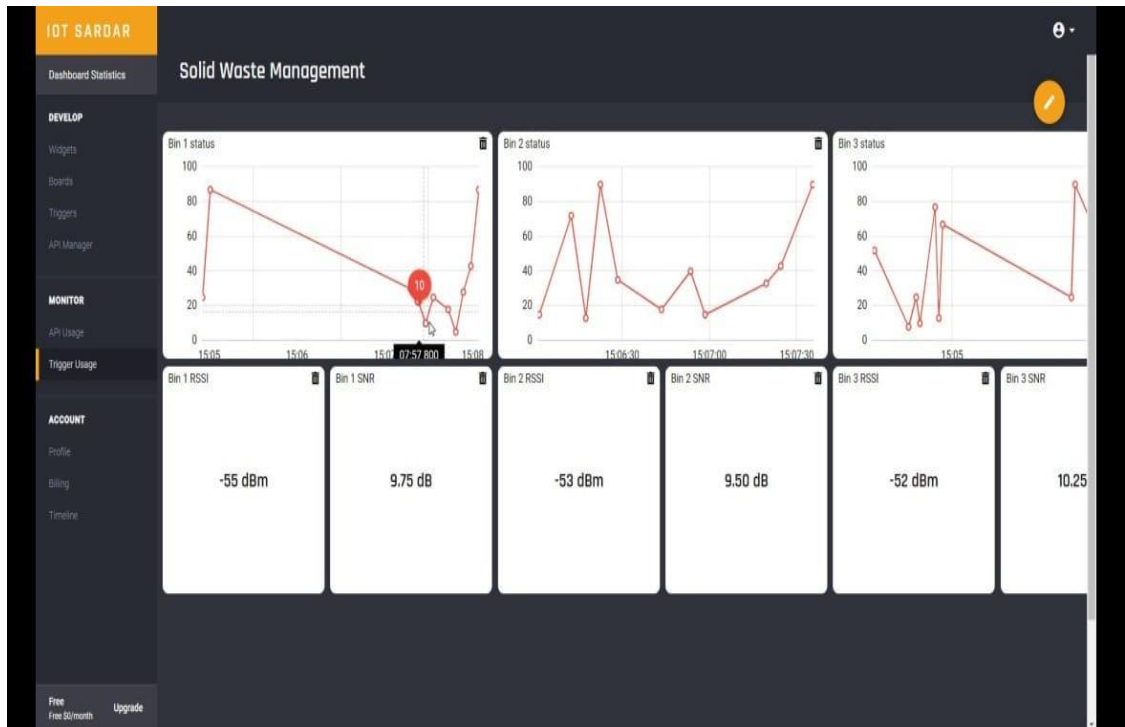 IOT SARDAR
Dashboard Statistics
DEVELOP
Widgets
Boards
Triggers
API Manager
MONITOR
API Usage
Trigger Usage
ACCOUNT
Profile
Billing
Timeline
Free
Free $0/month
Upgrade
Solid Waste Management
Bin 1 status
100
80
60
40
20
0
10
15:05
15:06
07:57 800
15:08
Bin 2 status
100
80
60
40
20
0
15:06:30
15:07:00
15:07:30
Bin 3 status
100
80
60
40
20
0
15:05
Bin 1 RSSI
-55 dBm
Bin 1 SNR
9.75 dB
Bin 2 RSSI
-53 dBm
Bin 2 SNR
9.50 dB
Bin 3 RSSI
-52 dBm
Bin 3 SNR
10.25